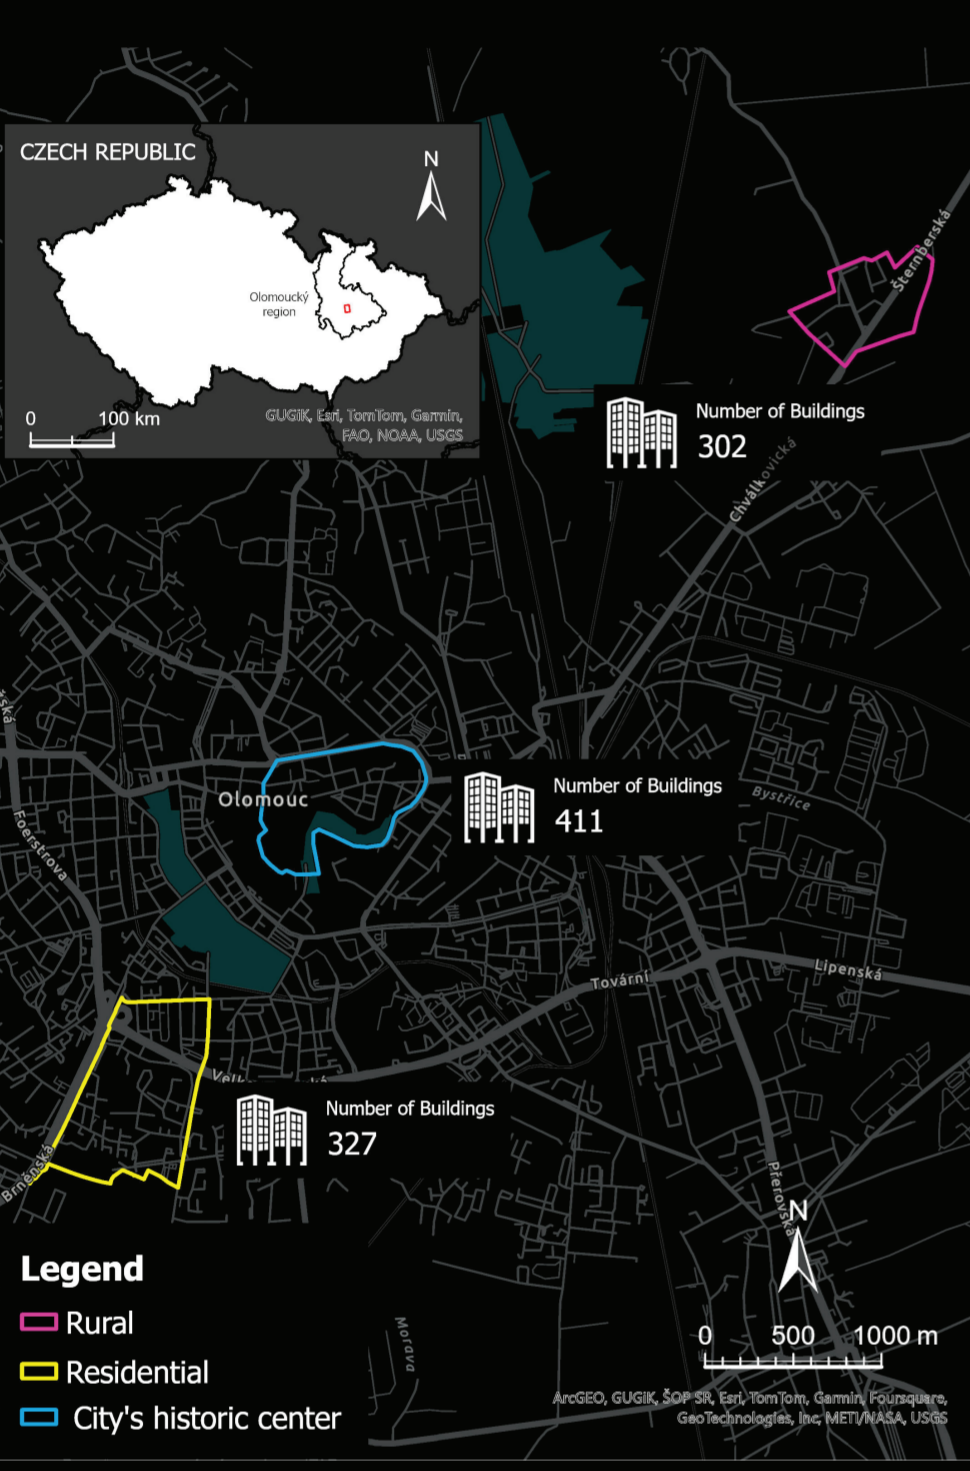 CZECH REPUBLIC
N
Olomoucký
region
0 100 km
GUGiK, Esri, TomTom, Garmin,
FAO, NOAA, USGS
Šternberská
Number of Buildings
302
Chválkovická
Olomouc
Number of Buildings
411
Bystřice
Foerstrova
Tovární
Lipenská
Number of Buildings
327
Brněnská
Přerovská
N
Morava
Legend
Rural
Residential
City's historic center
0 500 1000 m
ArcGEO, GUGiK, ŠOP SR, Esri, TomTom, Garmin, Foursquare,
GeoTechnologies, Inc, METI/NASA, USGS